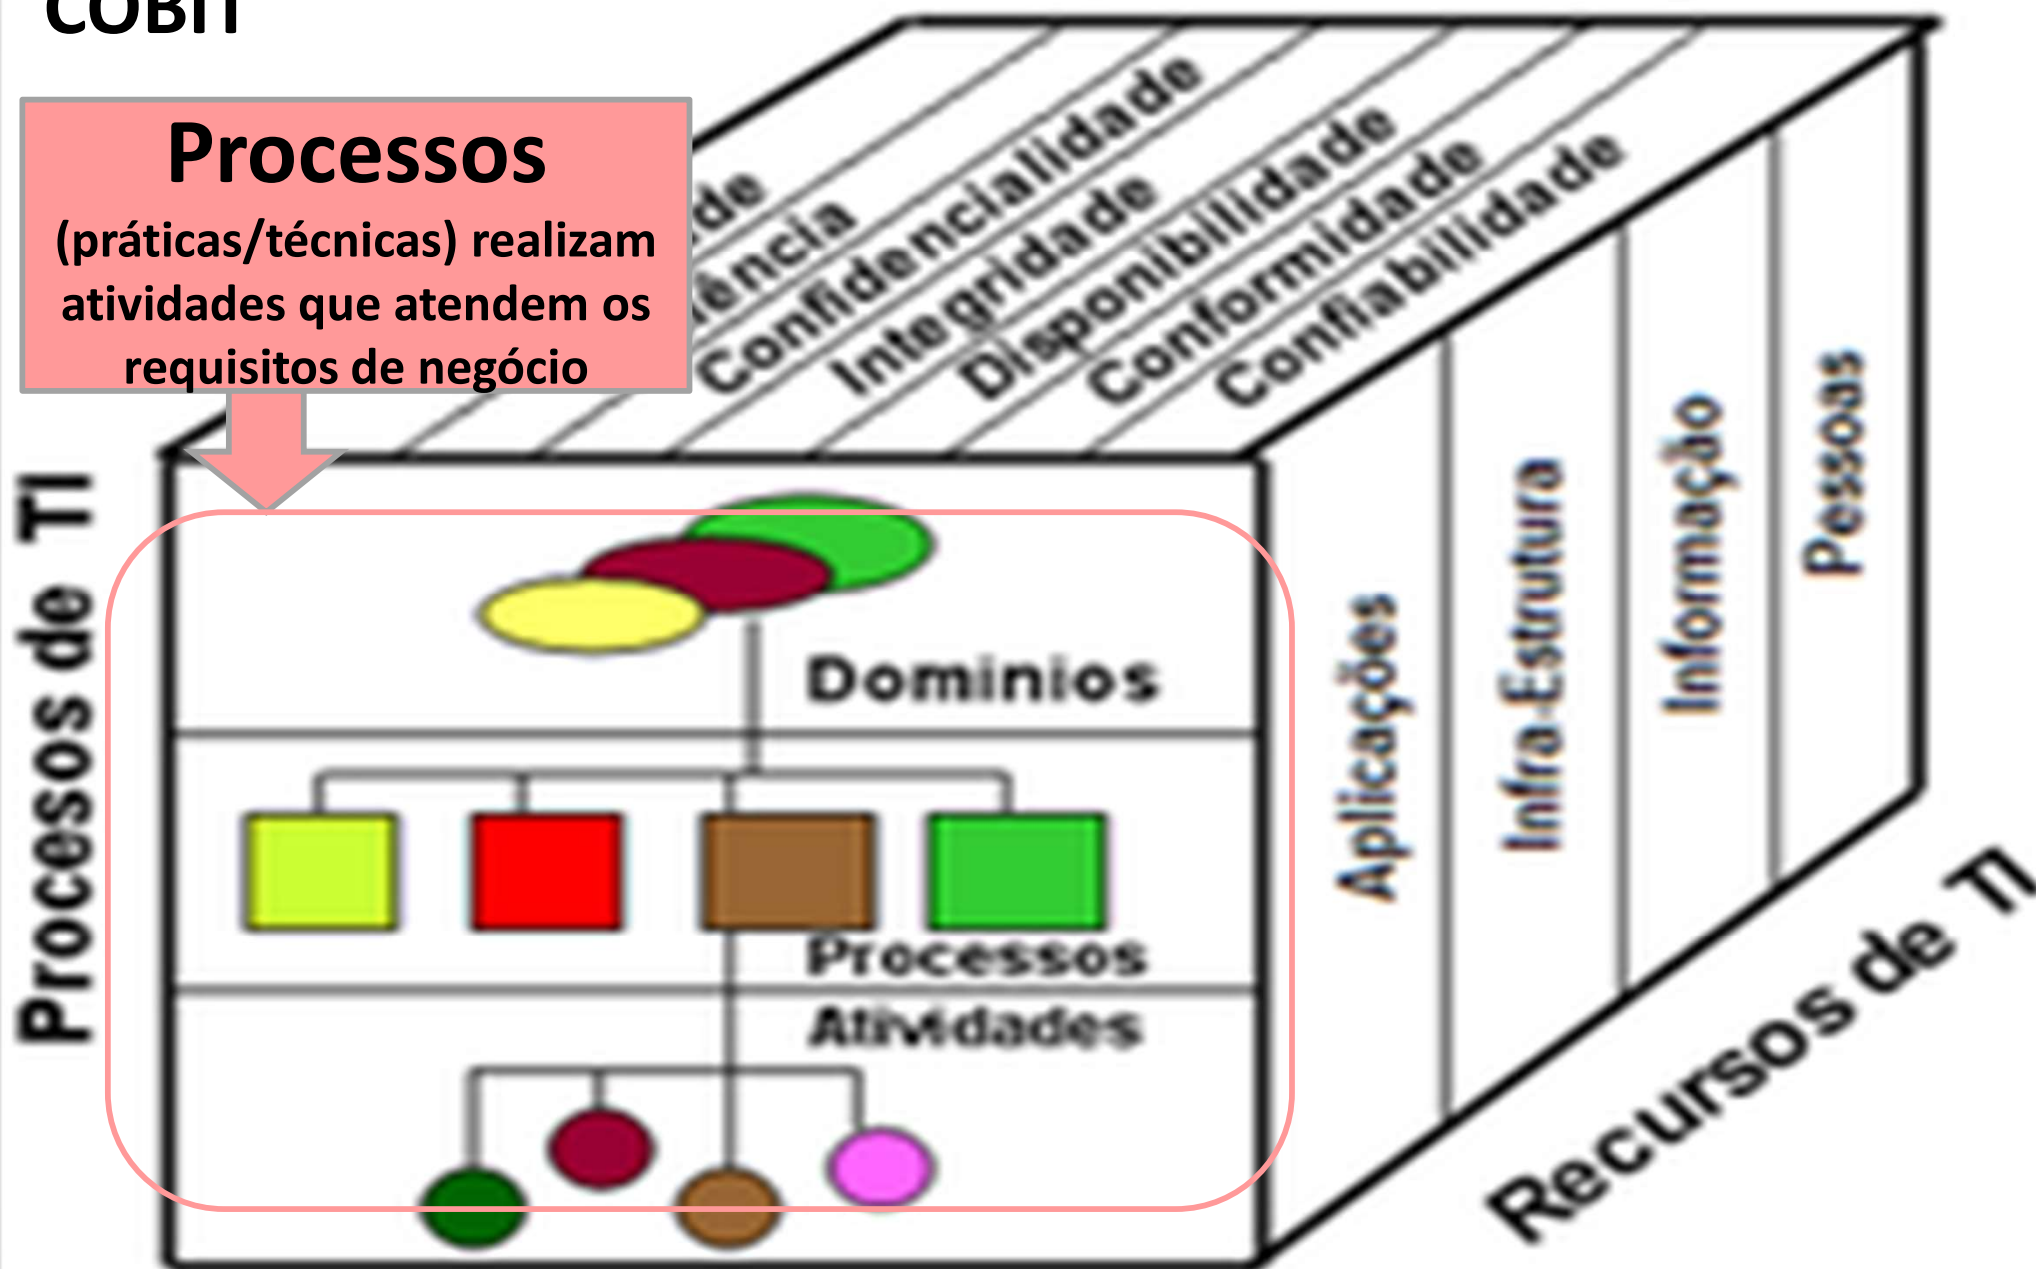 COBIT
Processos
(práticas/técnicas) realizam
atividades que atendem os
requisitos de negócio
Confidencialidade
Integridade
Disponibilidade
Conformidade
Confiabilidade
Processos de TI
Dominios
Processos
Atividades
Aplicações
Infra-Estrutura
Informação
Pessoas
Recursos de TI